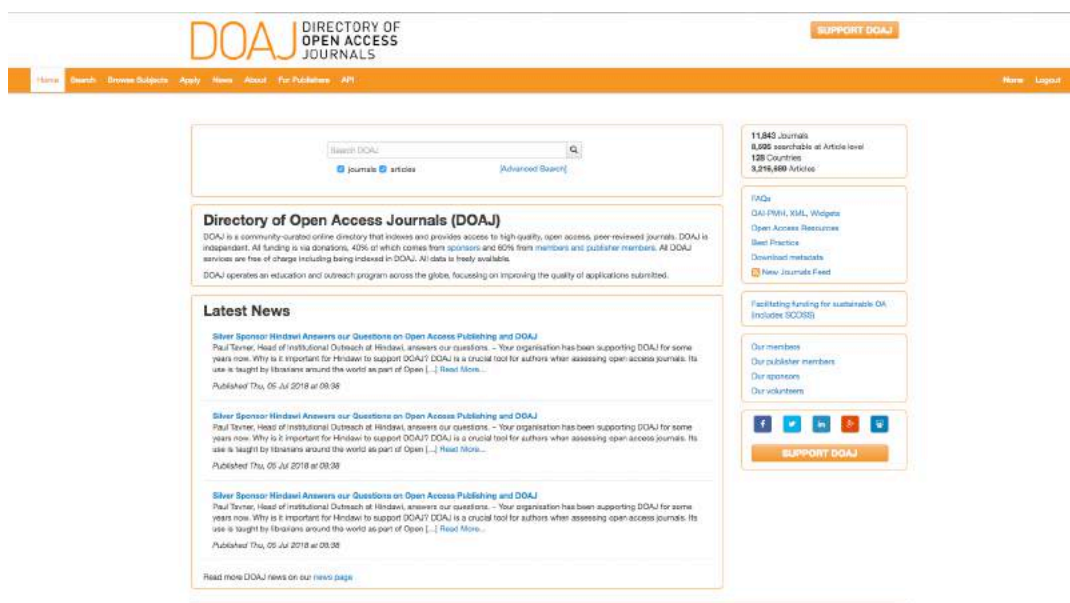 DOAJ
DIRECTORY OF
OPEN ACCESS
JOURNALS
SUPPORT DOAJ
Home Search Browse Subjects Apply News About For Publishers API
Home Logout
Search DOAJ
journals articles [Advanced Search]
Directory of Open Access Journals (DOAJ)
DOAJ is a community-curated online directory that indexes and provides access to high quality, open access, peer-reviewed journals. DOAJ is
independent. All funding is via donations, 40% of which comes from sponsors and 60% from members and publisher members. All DOAJ
services are free of charge including being indexed in DOAJ. All data is freely available.
DOAJ operates an education and outreach program across the globe, focussing on improving the quality of applications submitted.
Latest News
Silver Sponsor Hindawi Answers our Questions on Open Access Publishing and DOAJ
Paul Tavner, Head of Institutional Outreach at Hindawi, answers our questions. – Your organisation has been supporting DOAJ for some
years now. Why is it important for Hindawi to support DOAJ? DOAJ is a crucial tool for authors when assessing open access journals. Its
use is taught by librarians around the world as part of Open [...] Read More...
Published Thu, 05 Jul 2018 at 09:38
Silver Sponsor Hindawi Answers our Questions on Open Access Publishing and DOAJ
Paul Tavner, Head of Institutional Outreach at Hindawi, answers our questions. – Your organisation has been supporting DOAJ for some
years now. Why is it important for Hindawi to support DOAJ? DOAJ is a crucial tool for authors when assessing open access journals. Its
use is taught by librarians around the world as part of Open [...] Read More...
Published Thu, 05 Jul 2018 at 09:38
Silver Sponsor Hindawi Answers our Questions on Open Access Publishing and DOAJ
Paul Tavner, Head of Institutional Outreach at Hindawi, answers our questions. – Your organisation has been supporting DOAJ for some
years now. Why is it important for Hindawi to support DOAJ? DOAJ is a crucial tool for authors when assessing open access journals. Its
use is taught by librarians around the world as part of Open [...] Read More...
Published Thu, 05 Jul 2018 at 09:38
Read more DOAJ news on our news page
11,843 Journals
8,595 searchable at Article level
128 Countries
Articles
FAQs
OAI-PMH, XML, Widgets
Open Access Resources
Best Practice
Download metadata
New Journals Feed
Facilitating funding for sustainable OA
(includes SCOSS)
Our members
Our publisher members
Our sponsors
Our volunteers
SUPPORT DOAJ